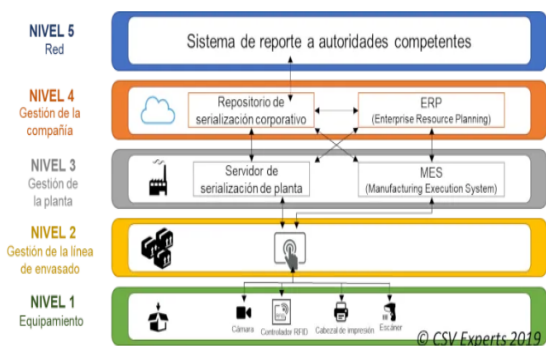 NIVEL 5
Red
Sistema de reporte a autoridades competentes
NIVEL 4
Gestión de la
compañía
Repositorio de
serialización corporativo
ERP
(Enterprise Resource Planning)
NIVEL 3
Gestión de
la planta
Servidor de
serialización de planta
MES
(Manufacturing Execution System)
NIVEL 2
Gestión de la línea
de envasado
NIVEL 1
Equipamiento
Cámara
Controlador RFID
Cabezal de impresión
Escáner
© CSV Experts 2019